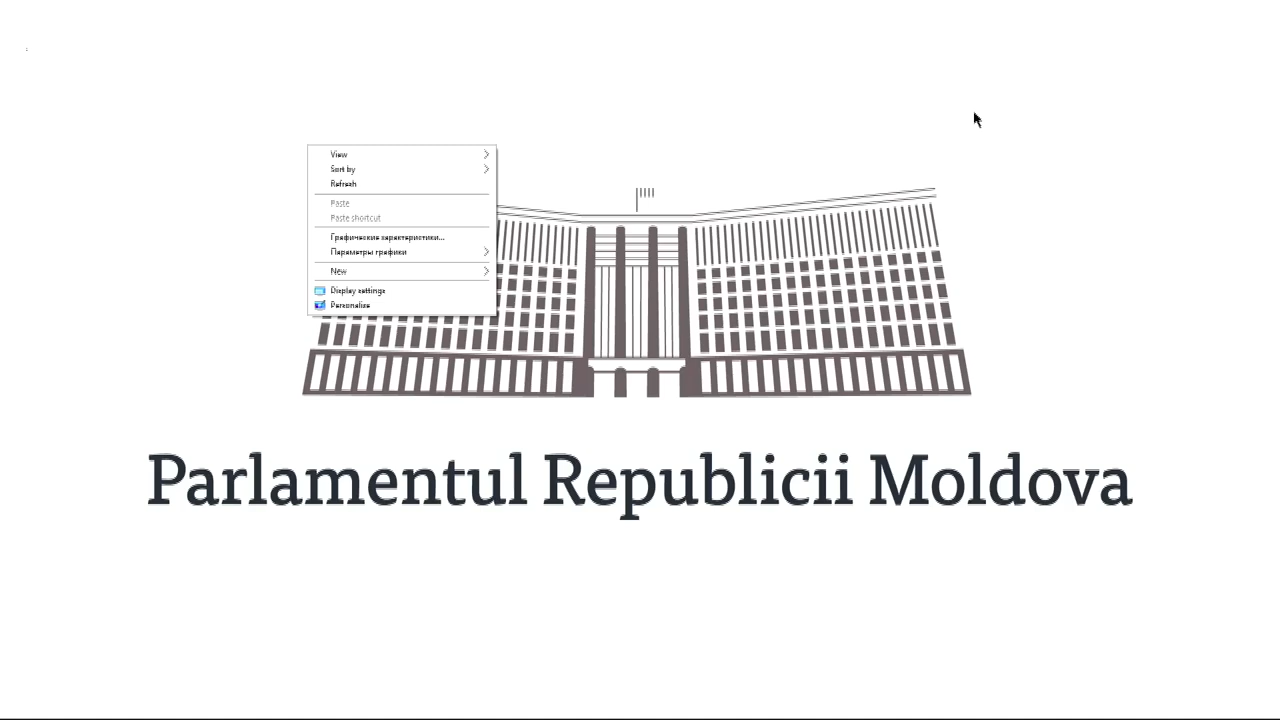 View
Sort by
Refresh
Paste
Paste shortcut
Графические характеристики...
Параметры графики
New
Display settings
Personalize
Parlamentul Republicii Moldova